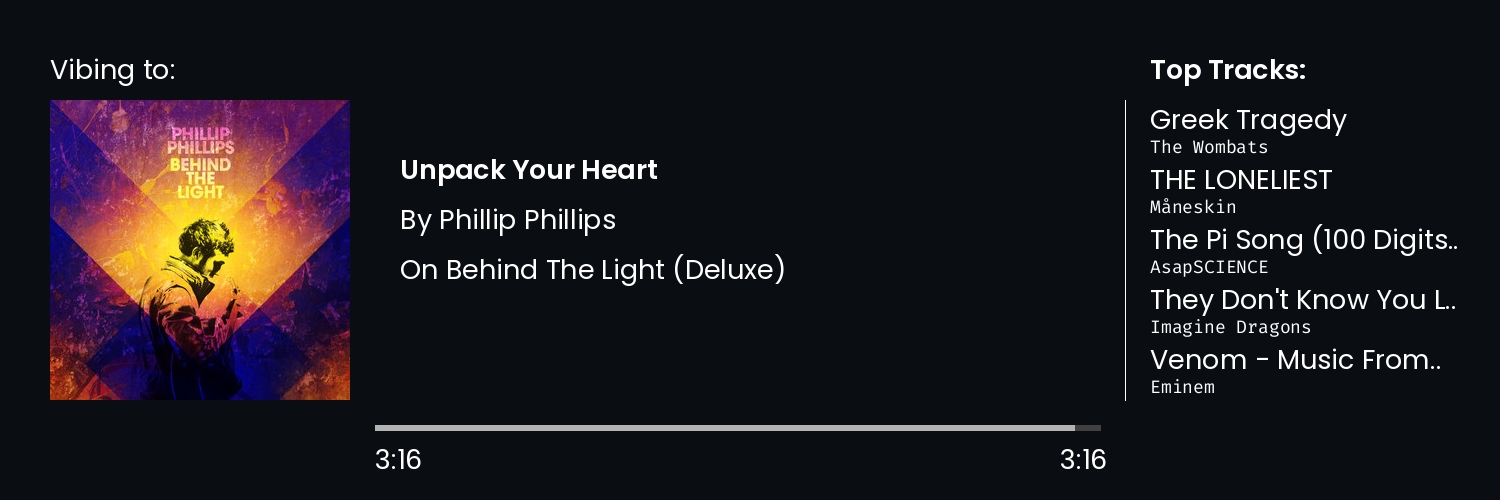 Vibing to:
PHILLIP
PHILLIPS
BEHIND
THE
LIGHT
Unpack Your Heart
By Phillip Phillips
On Behind The Light (Deluxe)
3:16
3:16
Top Tracks:
Greek Tragedy
The Wombats
THE LONELIEST
Måneskin
The Pi Song (100 Digits..
AsapSCIENCE
They Don't Know You L..
Imagine Dragons
Venom - Music From..
Eminem